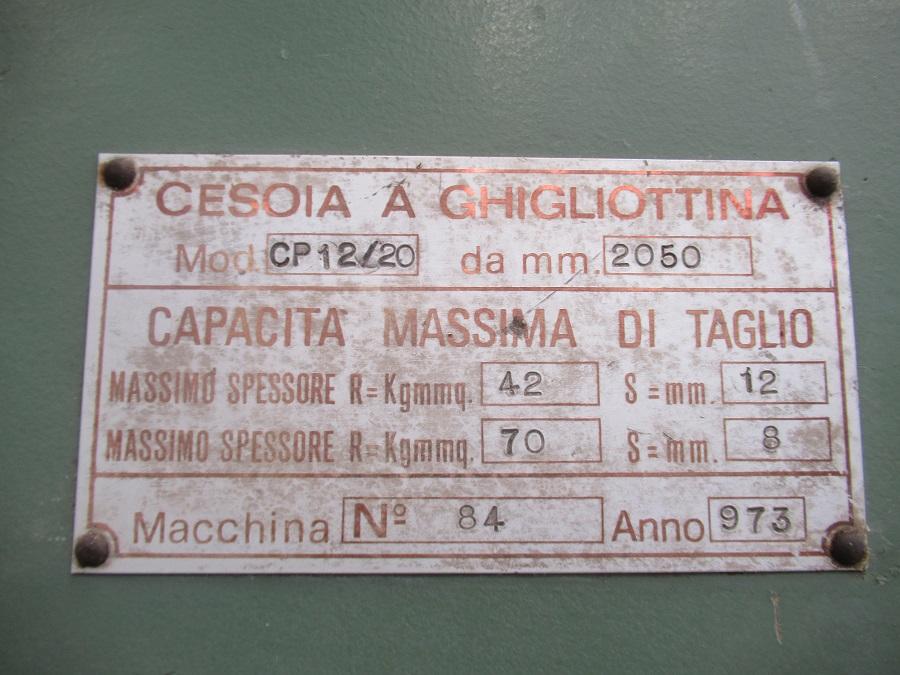 CESOIA A GHIGLIOTTINA
Mod. CP12/20 da mm. 2050
CAPACITÀ MASSIMA DI TAGLIO
MASSIMO SPESSORE R=Kgmmq. 42 S=mm. 12
MASSIMO SPESSORE R=Kgmmq. 70 S=mm. 8
Macchina Nº 84 Anno 973